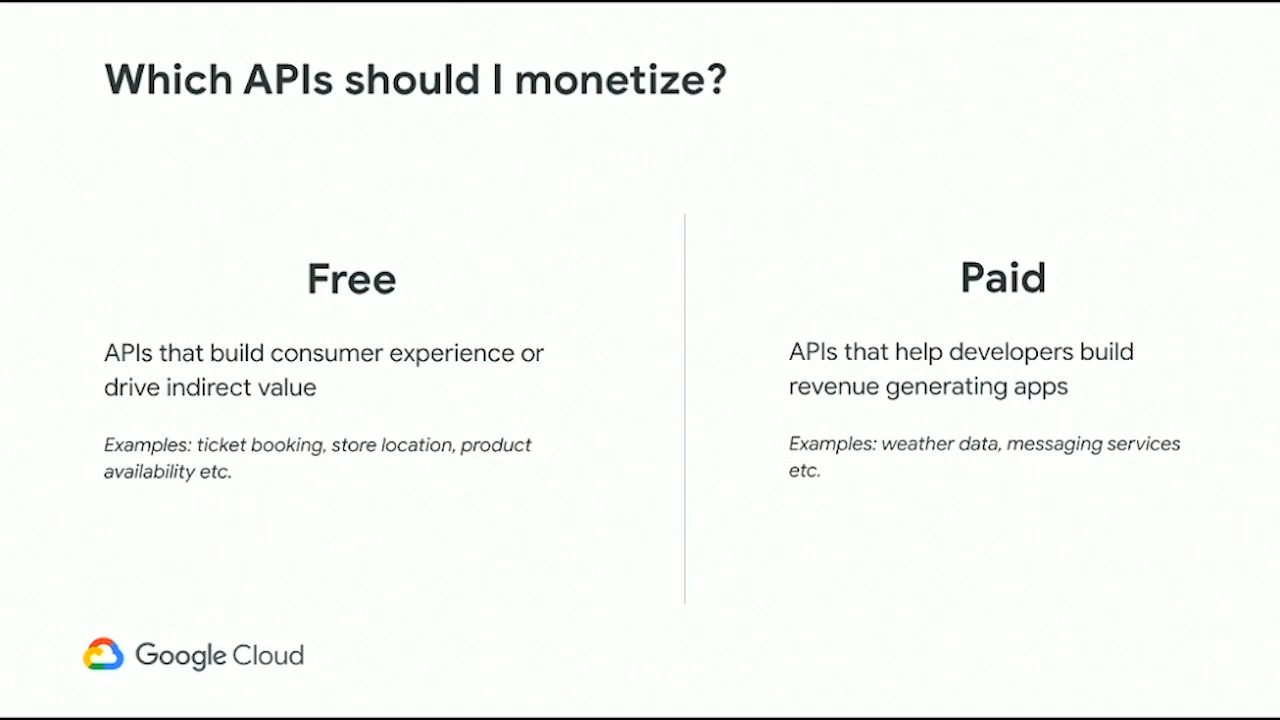 Which APIs should I monetize?
Free
APIs that build consumer experience or
drive indirect value
Examples: ticket booking, store location, product
availability etc.
Paid
APIs that help developers build
revenue generating apps
Examples: weather data, messaging services
etc.
Google Cloud